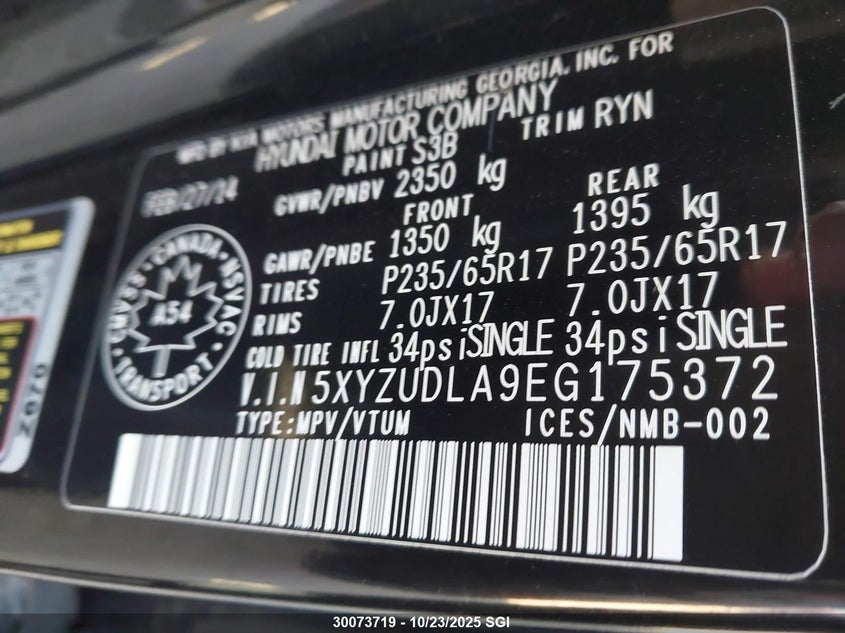 MFD BY KIA MOTORS MANUFACTURING GEORGIA, INC. FOR
HYUNDAI MOTOR COMPANY
PAINT S3B TRIM RYN
FEB/27/14 GVWR/PNBV 2350 kg
FRONT REAR
GAWR/PNBE 1350 kg 1395 kg
TIRES P235/65R17 P235/65R17
RIMS 7.0JX17 7.0JX17
COLD TIRE INFL 34psiSINGLE 34psiSINGLE
V.I.N 5XYZUDLA9EG175372
TYPE:MPV/VTUM ICES/NMB-002
CMVSS · CANADA · NSVAC · TRANSPORT
A54
Z070
30073719 - 10/23/2025 SGI